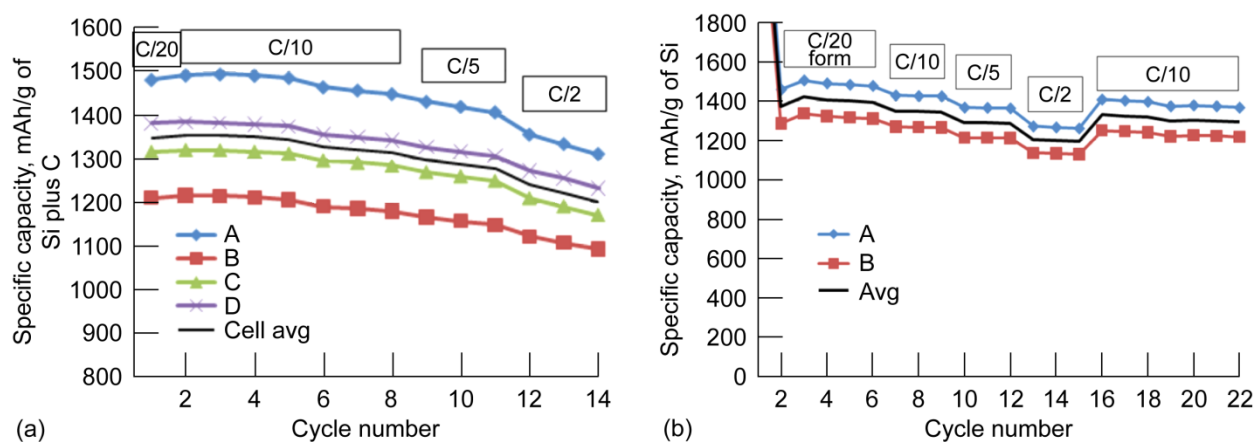 Specific capacity, mAh/g of
Si plus C
1600
1500
1400
1300
1200
1100
1000
900
800
C/20
C/10
C/5
C/2
A
B
C
D
Cell avg
2 4 6 8 10 12 14
Cycle number
(a)
Specific capacity, mAh/g of Si
1800
1600
1400
1200
1000
800
600
400
200
0
C/20
form
C/10
C/5
C/2
C/10
A
B
Avg
2 4 6 8 10 12 14 16 18 20 22
Cycle number
(b)